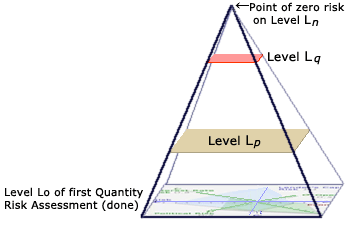 ←Point of zero risk
on Level Ln
Level Lq
Level Lp
Level Lo of first Quantity
Risk Assessment (done)